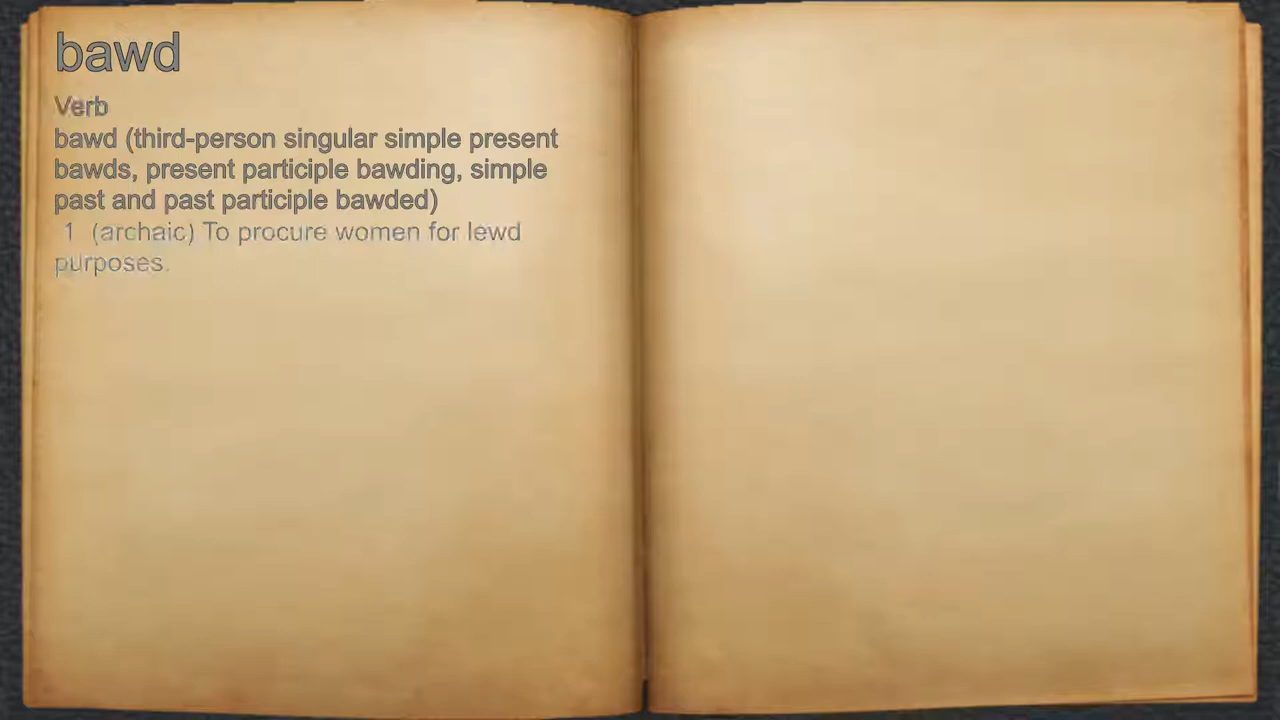 bawd
Verb
bawd (third-person singular simple present
bawds, present participle bawding, simple
past and past participle bawded)
1 (archaic) To procure women for lewd
purposes.